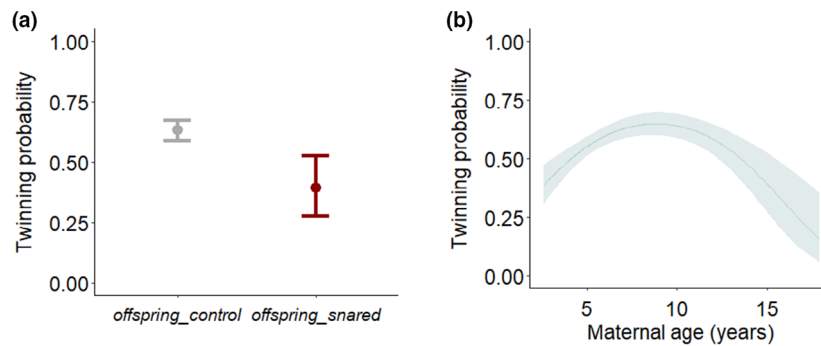 (a)
Twinning probability
1.00
0.75
0.50
0.25
0.00
offspring_control offspring_snared
(b)
Twinning probability
1.00
0.75
0.50
0.25
0.00
5 10 15
Maternal age (years)